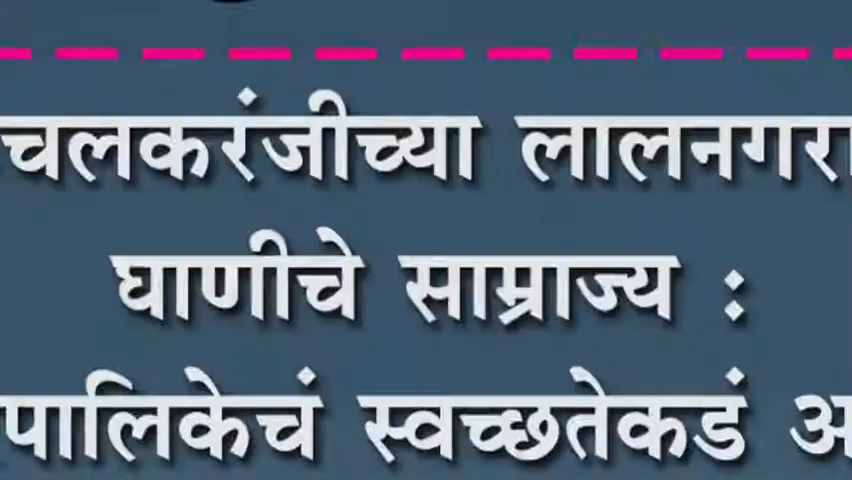 चलकरंजीच्या लालनगरा
घाणीचे साम्राज्य :
पालिकेचं स्वच्छतेकडं अ